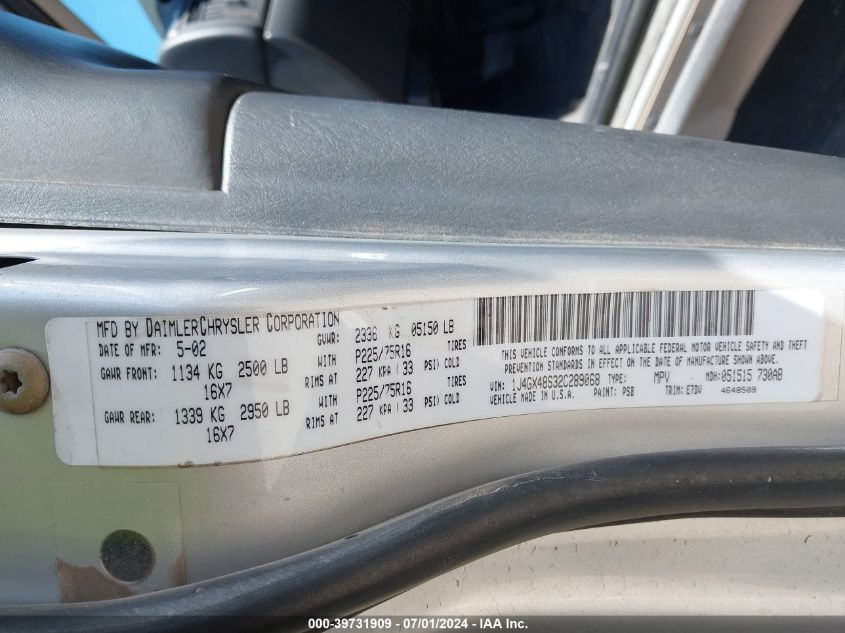 MFD BY DAIMLERCHRYSLER CORPORATION
DATE OF MFR: 5-02
GVWR: 2336 KG 05150 LB
GAWR FRONT: 1134 KG 2500 LB
16X7
WITH P225/75R16 TIRES
RIMS AT 227 KPA ( 33 PSI) COLD
GAWR REAR: 1339 KG 2950 LB
16X7
WITH P225/75R16 TIRES
RIMS AT 227 KPA ( 33 PSI) COLD
THIS VEHICLE CONFORMS TO ALL APPLICABLE FEDERAL MOTOR VEHICLE SAFETY AND THEFT
PREVENTION STANDARDS IN EFFECT ON THE DATE OF MANUFACTURE SHOWN ABOVE.
VIN: 1J4GX48S32C289068 TYPE: MPV MDH: 051515 730AB
VEHICLE MADE IN U.S.A. PAINT: PSB TRIM: E7DV 4648509
000-39731909 - 07/01/2024 - IAA Inc.